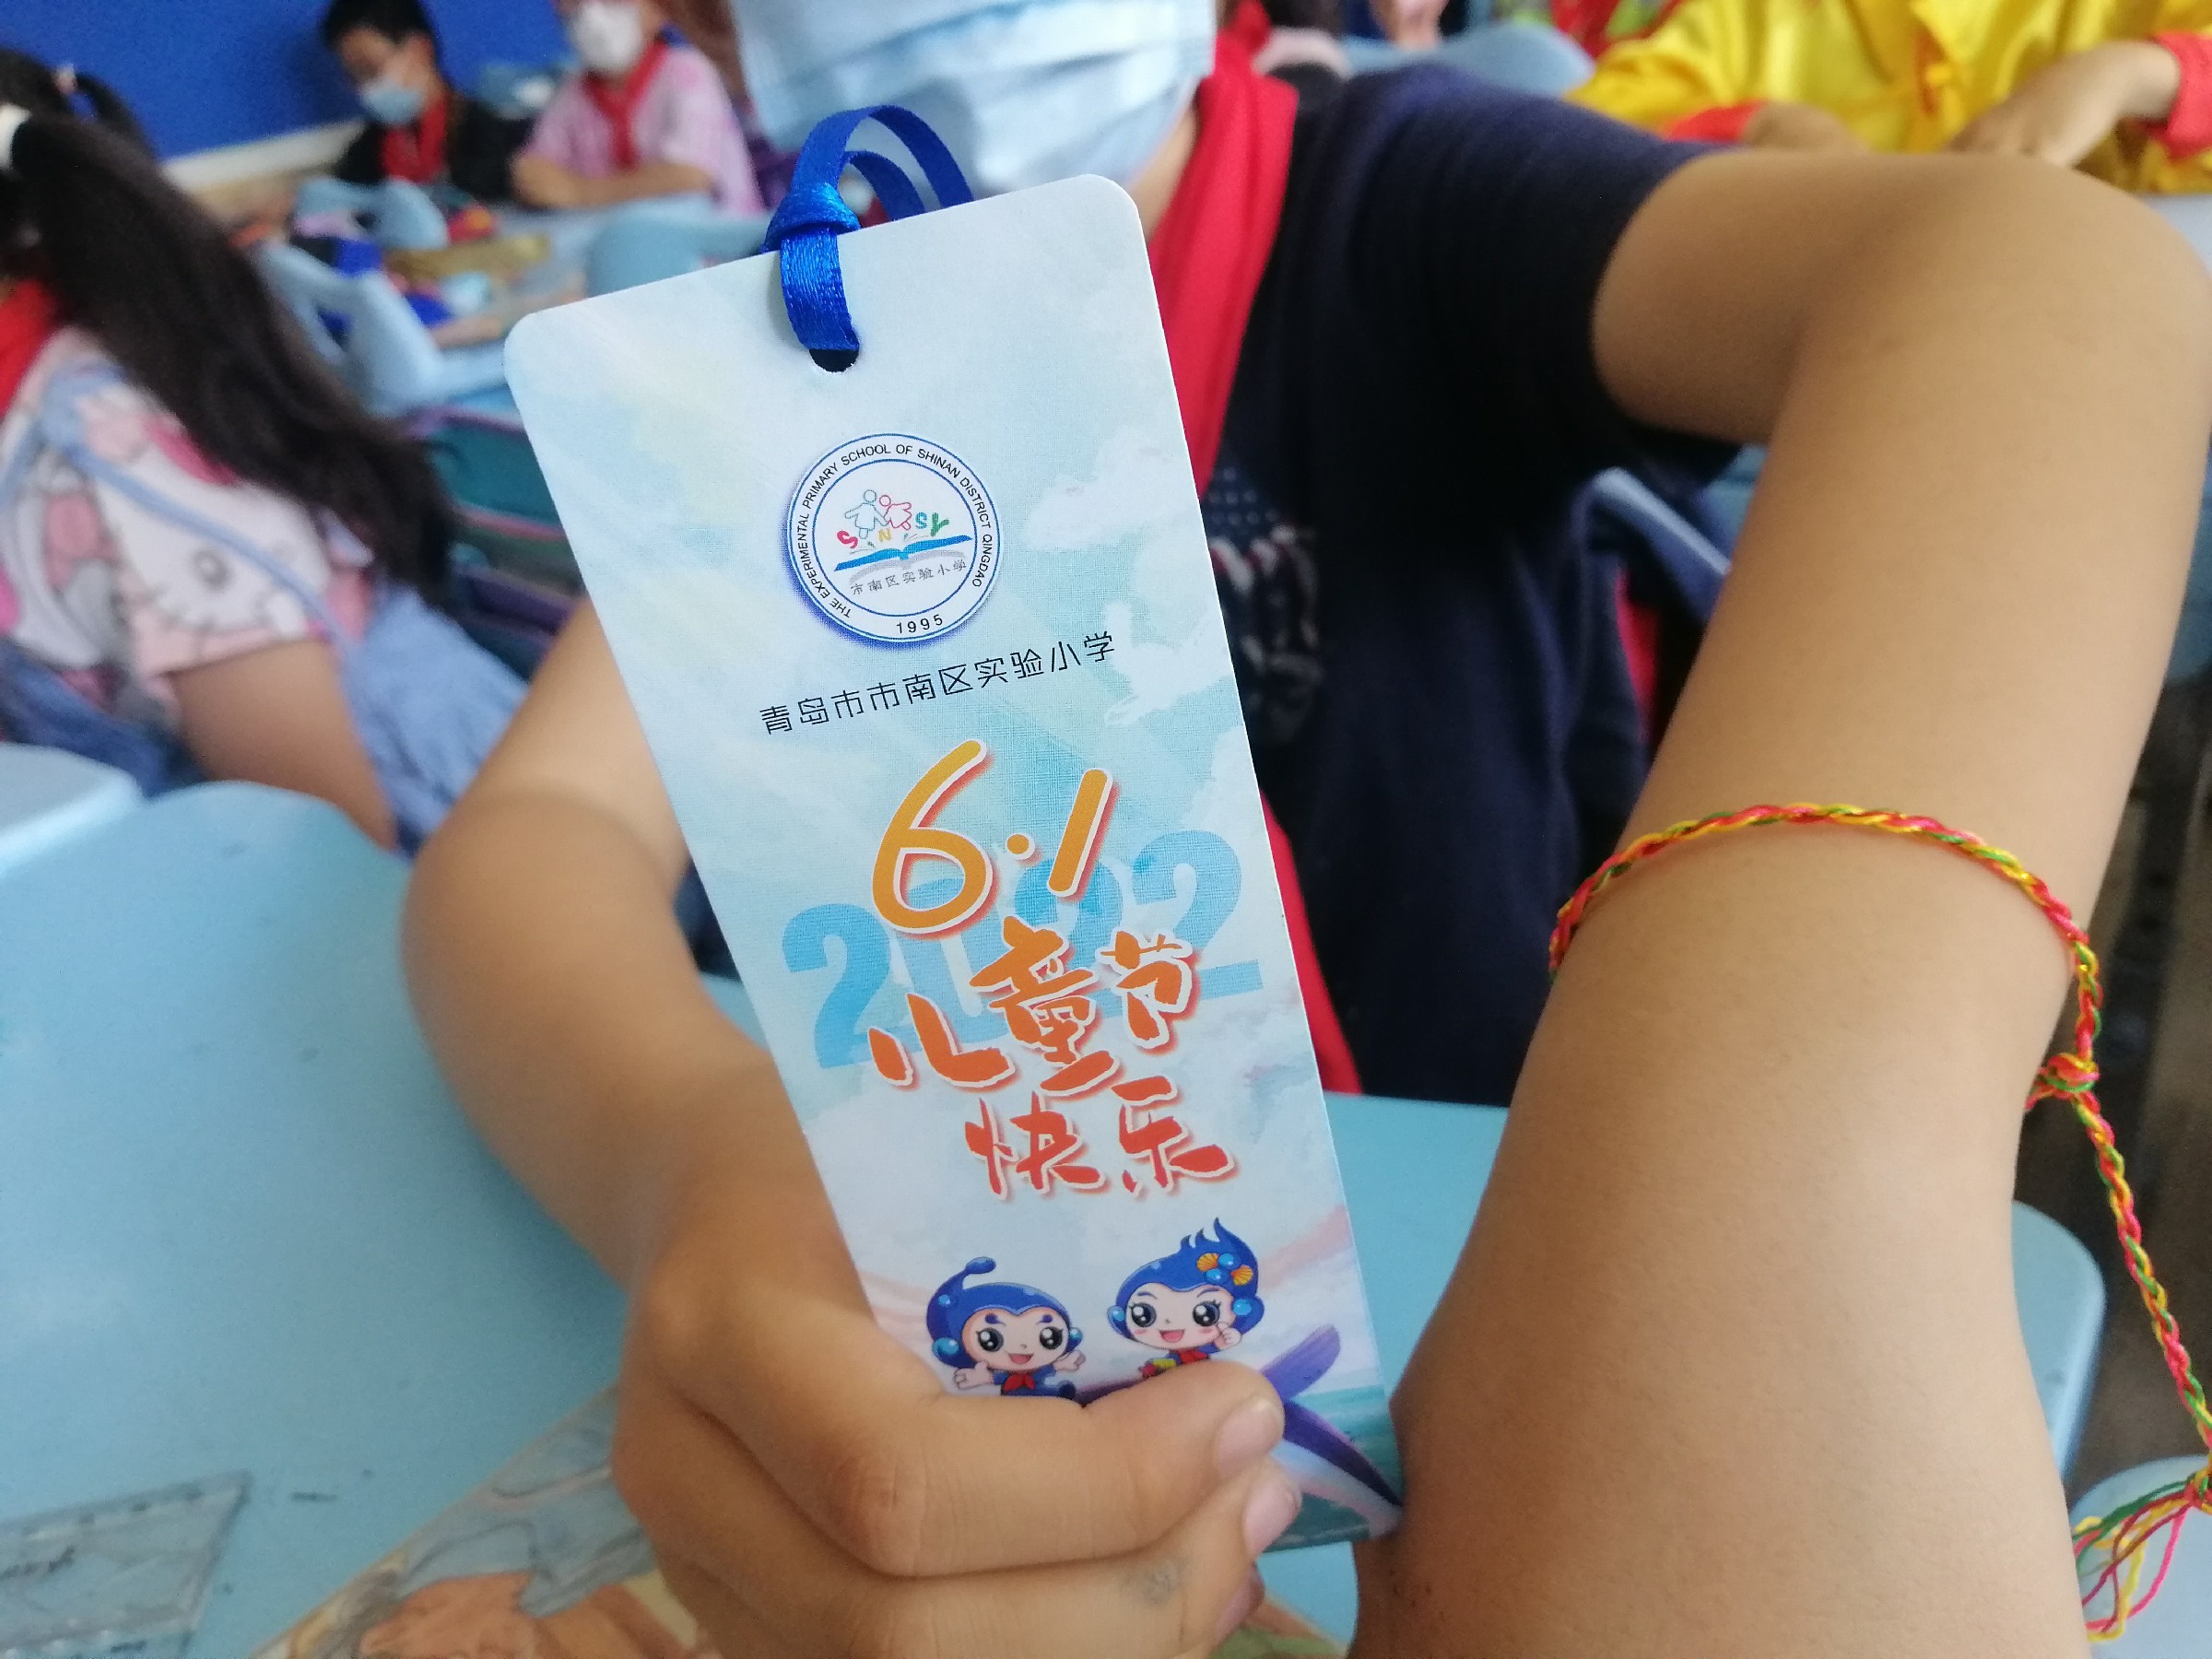 THE EXPERIMENTAL PRIMARY SCHOOL OF SHINAN DISTRICT QINGDAO
SNSY
市南区实验小学
1995
青岛市市南区实验小学
6·1
2022
儿童节
快乐